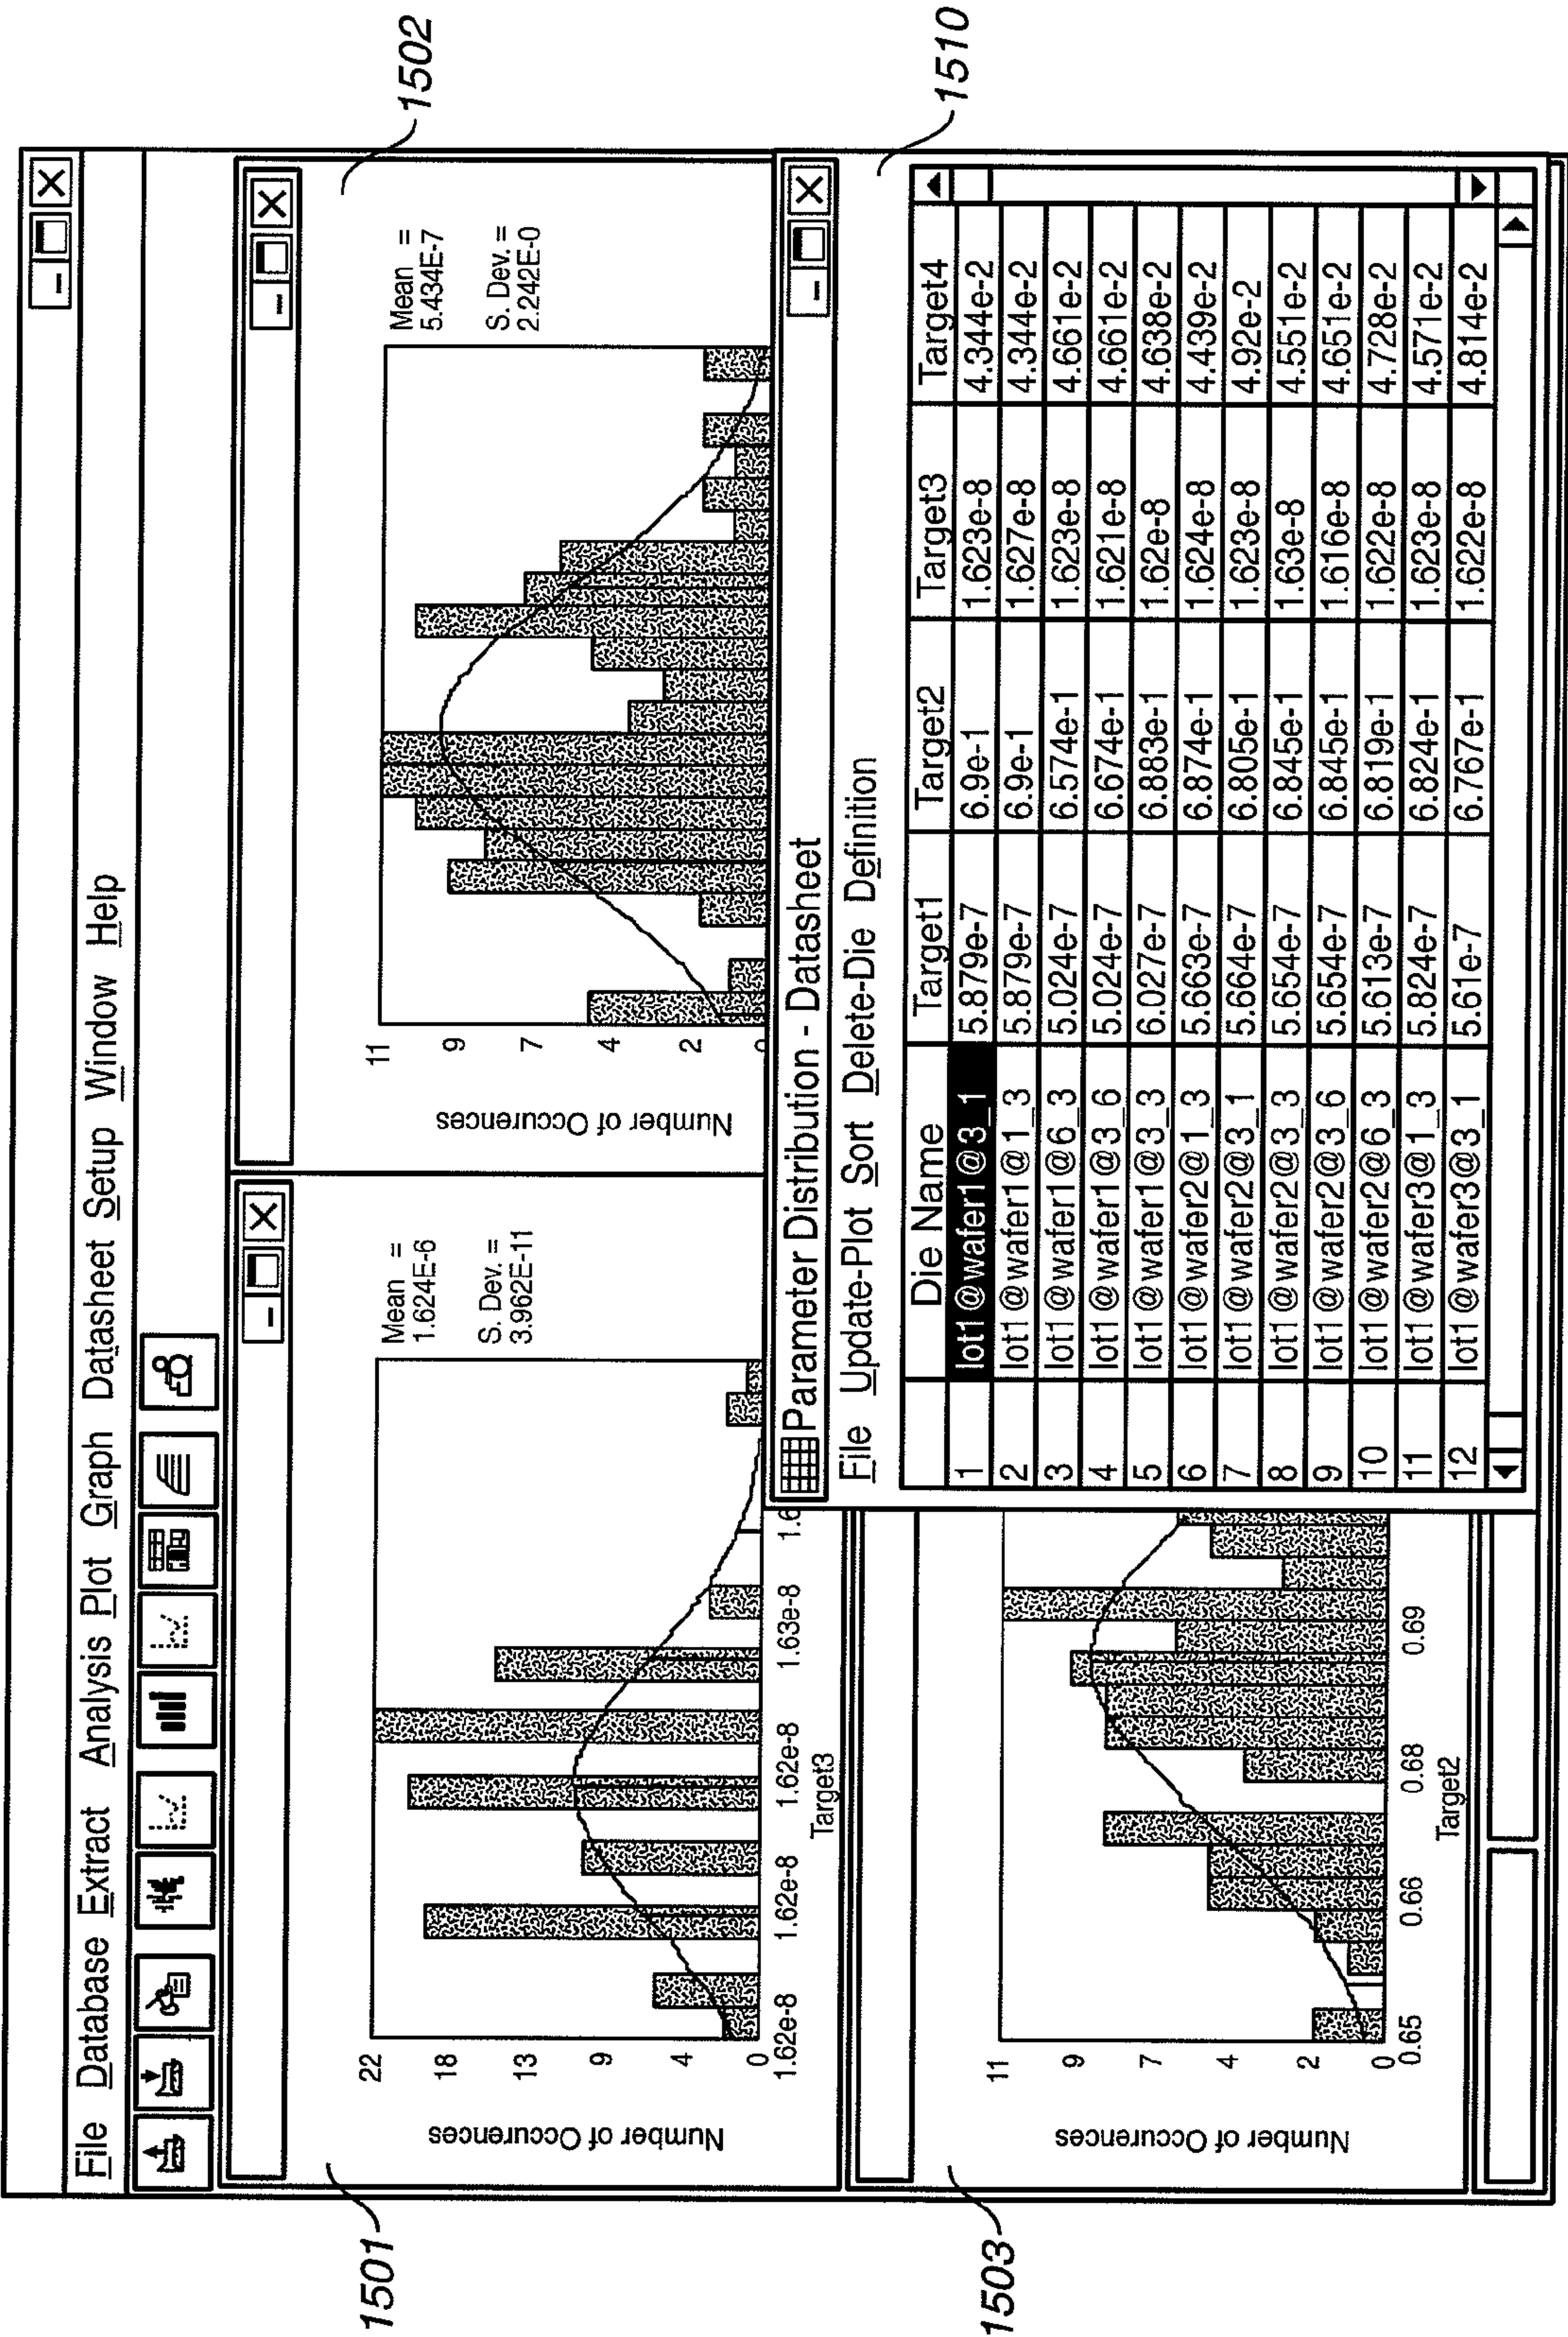 File Database Extract Analysis Plot Graph Datasheet Setup Window Help
1501
Number of Occurences
22
18
13
9
4
0
1.62e-8
1.62e-8
1.62e-8
1.63e-8
1.6
Target3
Mean =
1.624E-6
S. Dev. =
3.962E-11
1502
Number of Occurences
11
9
7
4
2
0
Mean =
5.434E-7
S. Dev. =
2.242E-0
1503
Number of Occurences
11
9
7
4
2
0
0.65
0.66
0.68
0.69
Target2
1510
Parameter Distribution - Datasheet
File Update-Plot Sort Delete-Die Definition
Die Name Target1 Target2 Target3 Target4
1 lot1@wafer1@3_1 5.879e-7 6.9e-1 1.623e-8 4.344e-2
2 lot1@wafer1@1_3 5.879e-7 6.9e-1 1.627e-8 4.344e-2
3 lot1@wafer1@6_3 5.024e-7 6.574e-1 1.623e-8 4.661e-2
4 lot1@wafer1@3_6 5.024e-7 6.674e-1 1.621e-8 4.661e-2
5 lot1@wafer1@3_3 6.027e-7 6.883e-1 1.62e-8 4.638e-2
6 lot1@wafer2@1_3 5.663e-7 6.874e-1 1.624e-8 4.439e-2
7 lot1@wafer2@3_1 5.664e-7 6.805e-1 1.623e-8 4.92e-2
8 lot1@wafer2@3_3 5.654e-7 6.845e-1 1.63e-8 4.551e-2
9 lot1@wafer2@3_6 5.654e-7 6.845e-1 1.616e-8 4.651e-2
10 lot1@wafer2@6_3 5.613e-7 6.819e-1 1.622e-8 4.728e-2
11 lot1@wafer3@1_3 5.824e-7 6.824e-1 1.623e-8 4.571e-2
12 lot1@wafer3@3_1 5.61e-7 6.767e-1 1.622e-8 4.814e-2